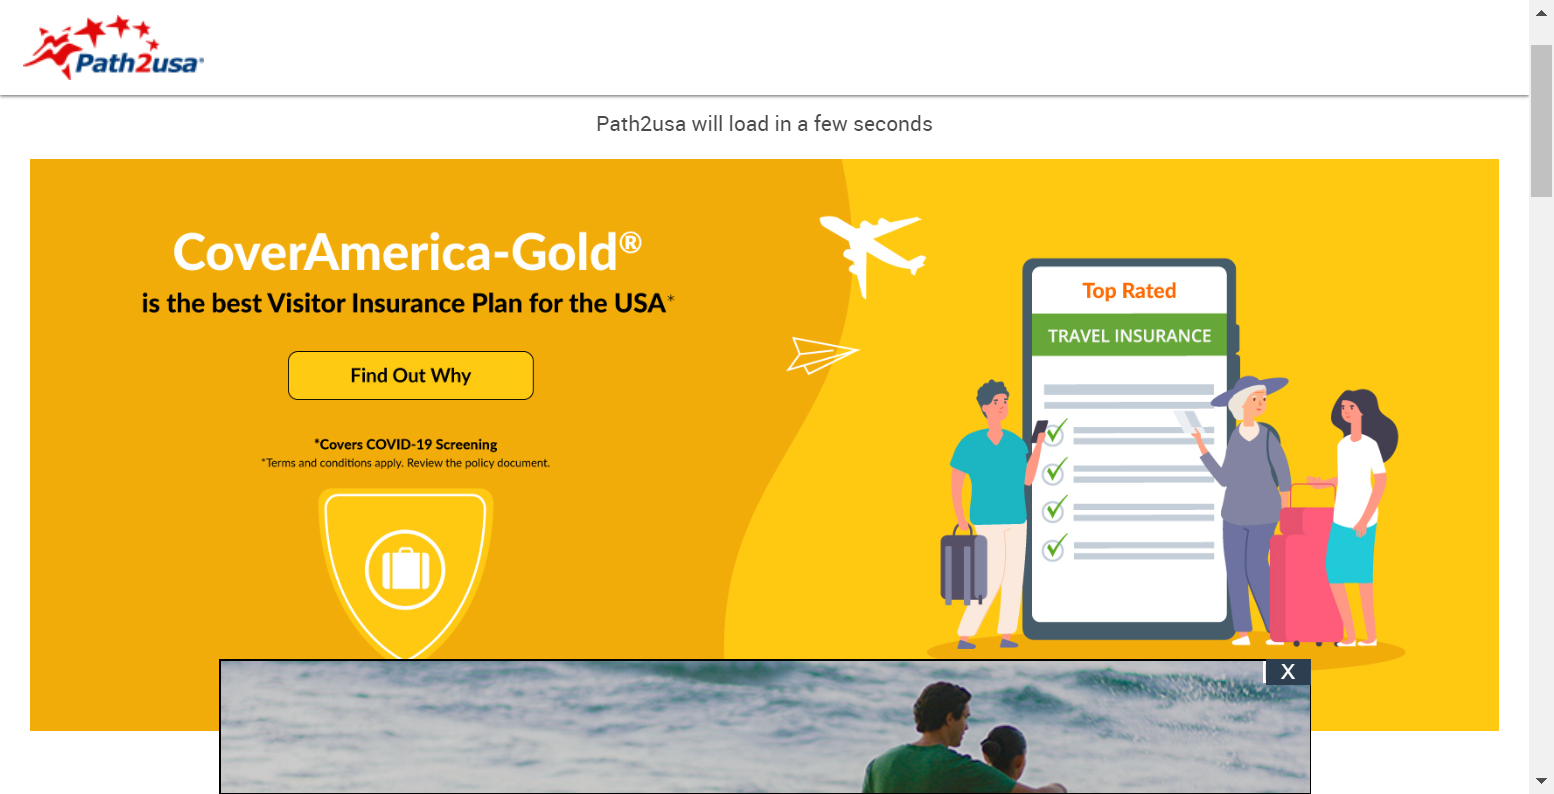 Path2usa®
Path2usa will load in a few seconds
CoverAmerica-Gold®
is the best Visitor Insurance Plan for the USA*
Find Out Why
*Covers COVID-19 Screening
*Terms and conditions apply. Review the policy document.
Top Rated
TRAVEL INSURANCE
X